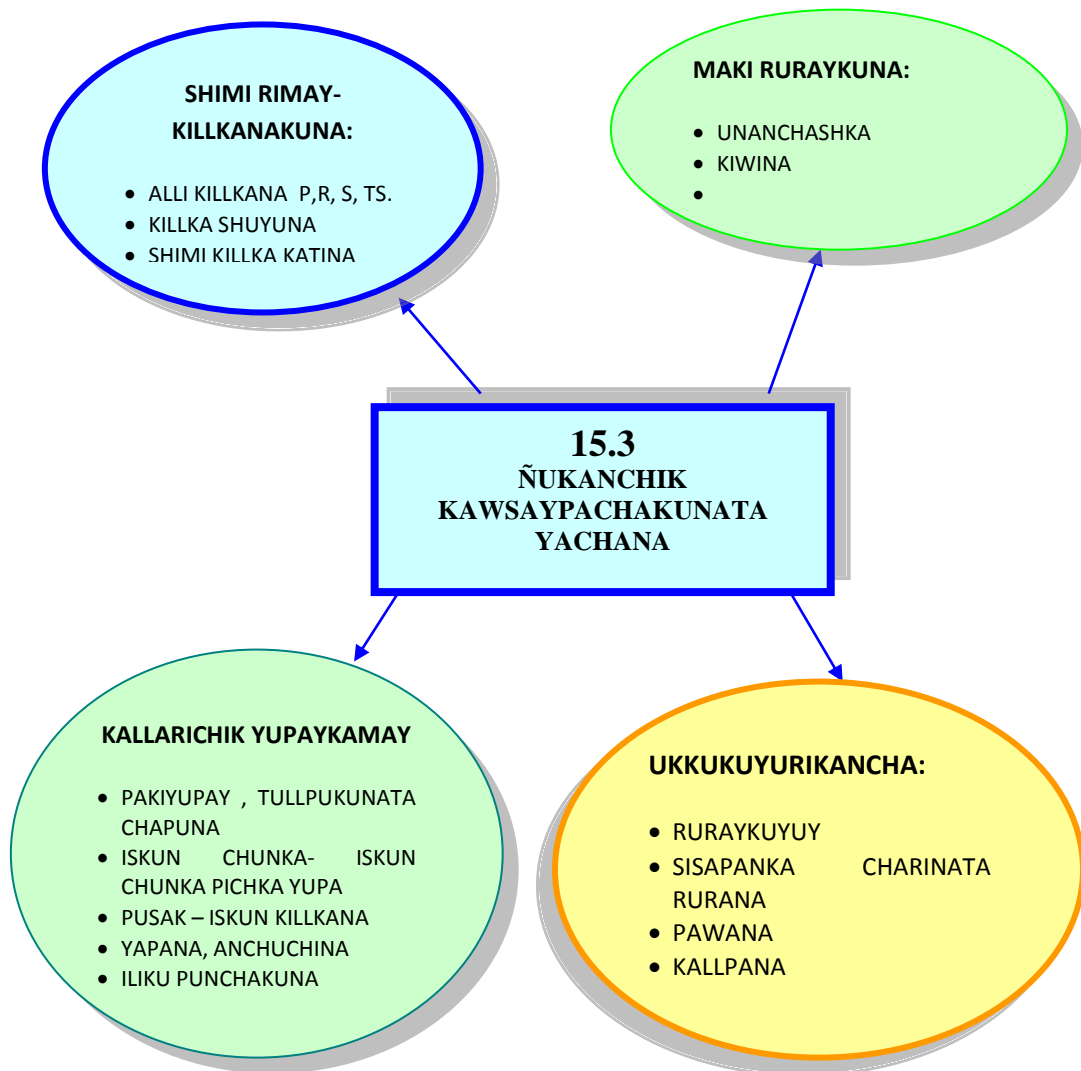 SHIMI RIMAY-
KILLKANAKUNA:
• ALLI KILLKANA P,R, S, TS.
• KILLKA SHUYUNA
• SHIMI KILLKA KATINA
MAKI RURAYKUNA:
• UNANCHASHKA
• KIWINA
•
15.3
ÑUKANCHIK
KAWSAYPACHAKUNATA
YACHANA
KALLARICHIK YUPAYKAMAY
• PAKIYUPAY , TULLPUKUNATA
CHAPUNA
• ISKUN CHUNKA- ISKUN
CHUNKA PICHKA YUPA
• PUSAK – ISKUN KILLKANA
• YAPANA, ANCHUCHINA
• ILIKU PUNCHAKUNA
UKKUKUYURIKANCHA:
• RURAYKUYUY
• SISAPANKA CHARINATA
RURANA
• PAWANA
• KALLPANA